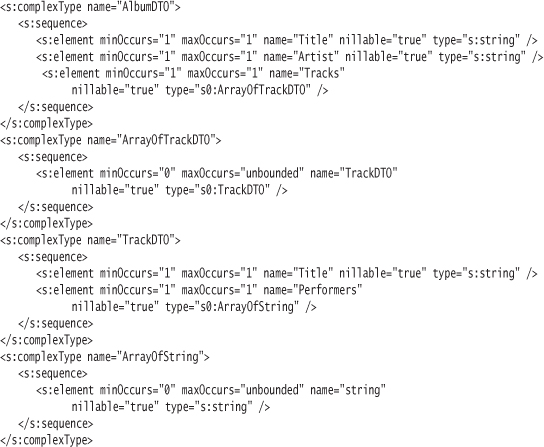 <s:complexType name="AlbumDTO">
<s:sequence>
<s:element minOccurs="1" maxOccurs="1" name="Title" nillable="true" type="s:string" />
<s:element minOccurs="1" maxOccurs="1" name="Artist" nillable="true" type="s:string" />
<s:element minOccurs="1" maxOccurs="1" name="Tracks"
nillable="true" type="s0:ArrayOfTrackDTO" />
</s:sequence>
</s:complexType>
<s:complexType name="ArrayOfTrackDTO">
<s:sequence>
<s:element minOccurs="0" maxOccurs="unbounded" name="TrackDTO"
nillable="true" type="s0:TrackDTO" />
</s:sequence>
</s:complexType>
<s:complexType name="TrackDTO">
<s:sequence>
<s:element minOccurs="1" maxOccurs="1" name="Title" nillable="true" type="s:string" />
<s:element minOccurs="1" maxOccurs="1" name="Performers"
nillable="true" type="s0:ArrayOfString" />
</s:sequence>
</s:complexType>
<s:complexType name="ArrayOfString">
<s:sequence>
<s:element minOccurs="0" maxOccurs="unbounded" name="string"
nillable="true" type="s:string" />
</s:sequence>
</s:complexType>